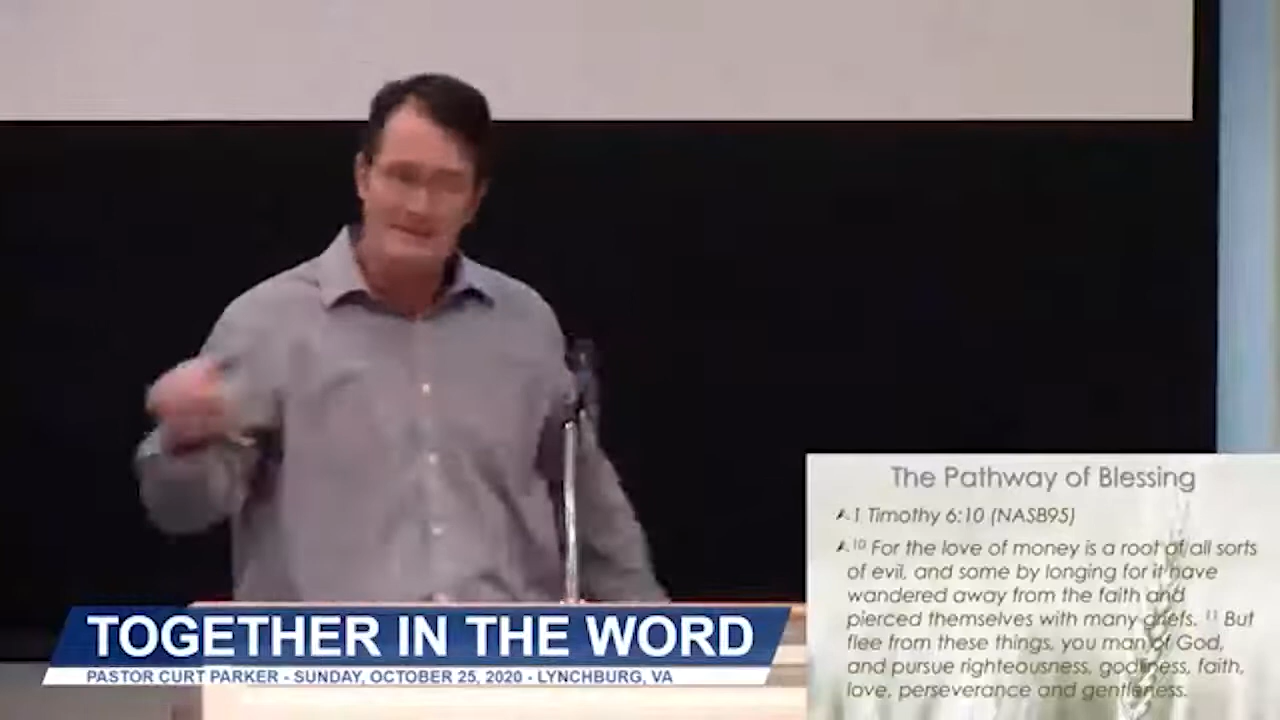 TOGETHER IN THE WORD
PASTOR CURT PARKER - SUNDAY, OCTOBER 25, 2020 - LYNCHBURG, VA
The Pathway of Blessing
1 Timothy 6:10 (NASB95)
10 For the love of money is a root of all sorts
of evil, and some by longing for it have
wandered away from the faith and
pierced themselves with many griefs. 11 But
flee from these things, you man of God,
and pursue righteousness, godliness, faith,
love, perseverance and gentleness.